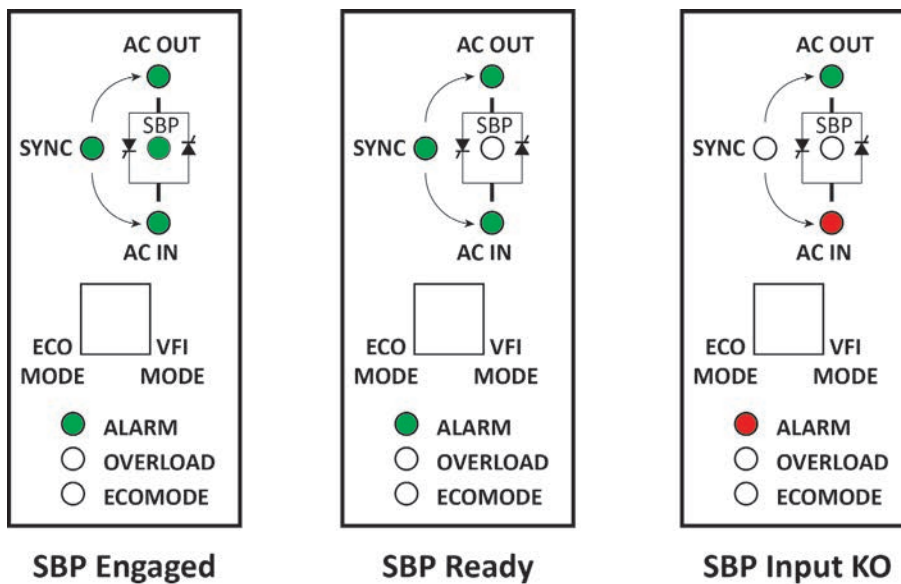 AC OUT
SBP
SYNC
AC IN
ECO
MODE
VFI
MODE
ALARM
OVERLOAD
ECOMODE
SBP Engaged
AC OUT
SBP
SYNC
AC IN
ECO
MODE
VFI
MODE
ALARM
OVERLOAD
ECOMODE
SBP Ready
AC OUT
SBP
SYNC
AC IN
ECO
MODE
VFI
MODE
ALARM
OVERLOAD
ECOMODE
SBP Input KO